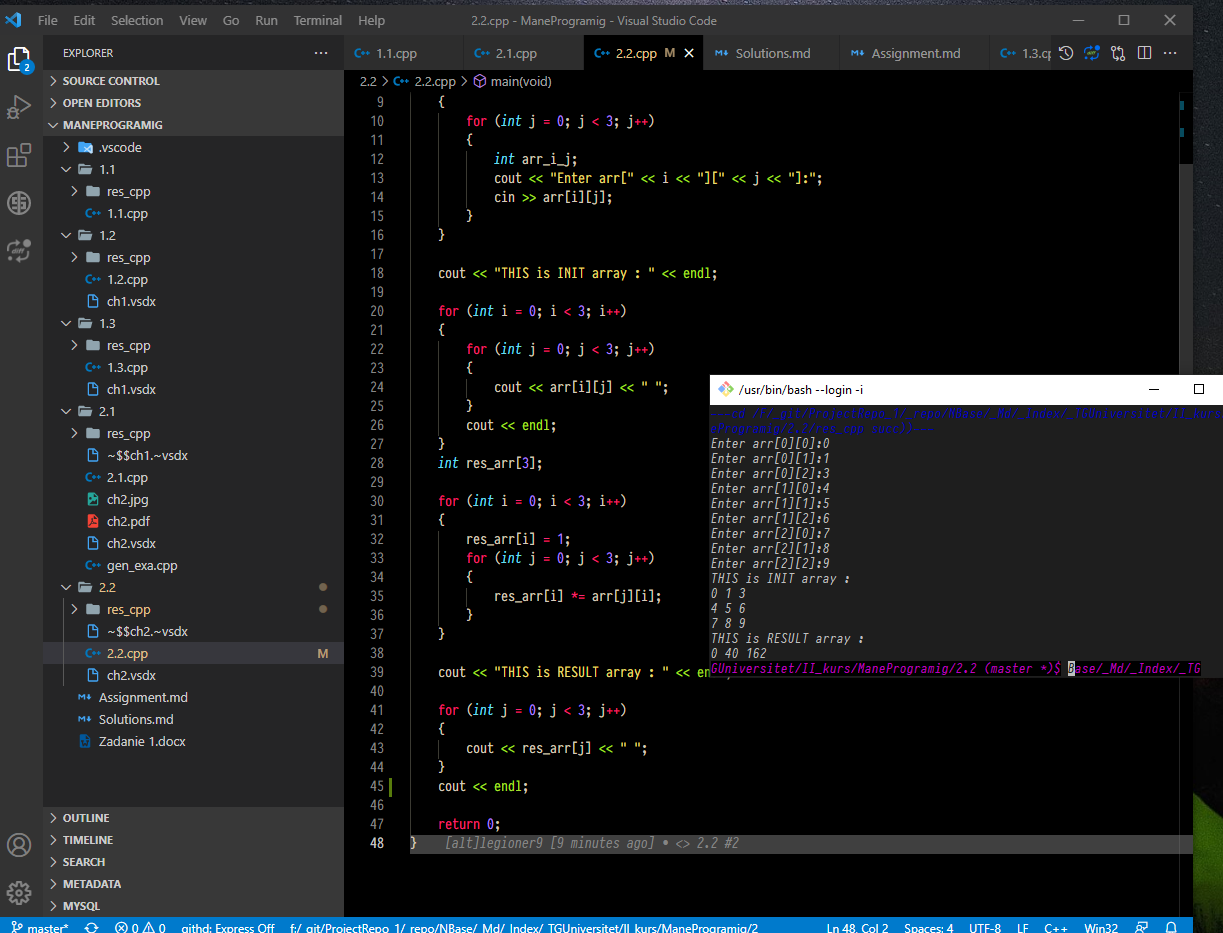 File Edit Selection View Go Run Terminal Help 2.2.cpp - ManeProgramig - Visual Studio Code
EXPLORER
SOURCE CONTROL
OPEN EDITORS
MANEPROGRAMIG
.vscode
1.1
res_cpp
1.1.cpp
1.2
res_cpp
1.2.cpp
ch1.vsdx
1.3
res_cpp
1.3.cpp
ch1.vsdx
2.1
res_cpp
~$$ch1.~vsdx
2.1.cpp
ch2.jpg
ch2.pdf
ch2.vsdx
gen_exa.cpp
2.2
res_cpp
~$$ch2.~vsdx
2.2.cpp M
ch2.vsdx
Assignment.md
Solutions.md
Zadanie 1.docx
OUTLINE
TIMELINE
SEARCH
METADATA
MYSQL
2
1.1.cpp 2.1.cpp 2.2.cpp M Solutions.md Assignment.md 1.3.cp
2.2 > 2.2.cpp > main(void)
9 {
10 for (int j = 0; j < 3; j++)
11 {
12 int arr_i_j;
13 cout << "Enter arr[" << i << "][" << j << "]:";
14 cin >> arr[i][j];
15 }
16 }
17
18 cout << "THIS is INIT array : " << endl;
19
20 for (int i = 0; i < 3; i++)
21 {
22 for (int j = 0; j < 3; j++)
23 {
24 cout << arr[i][j] << " ";
25 }
26 cout << endl;
27 }
28 int res_arr[3];
29
30 for (int i = 0; i < 3; i++)
31 {
32 res_arr[i] = 1;
33 for (int j = 0; j < 3; j++)
34 {
35 res_arr[i] *= arr[j][i];
36 }
37 }
38
39 cout << "THIS is RESULT array : " << en
40
41 for (int j = 0; j < 3; j++)
42 {
43 cout << res_arr[j] << " ";
44 }
45 cout << endl;
46
47 return 0;
48 } [alt]legioner9 [9 minutes ago] • <> 2.2 #2
/usr/bin/bash --login -i
Enter arr[0][0]:0
Enter arr[0][1]:1
Enter arr[0][2]:3
Enter arr[1][0]:4
Enter arr[1][1]:5
Enter arr[1][2]:6
Enter arr[2][0]:7
Enter arr[2][1]:8
Enter arr[2][2]:9
THIS is INIT array :
0 1 3
4 5 6
7 8 9
THIS is RESULT array :
0 40 162
GUniversitet/II_kurs/ManeProgramig/2.2 (master *)$ Base/_Md/_Index/_TG
master* 0 0 githd: Express Off f:/_git/ProjectRepo_1/_repo/NBase/_Md/_Index/_TGUniversitet/II_kurs/ManeProgramig/2 Ln 48, Col 2 Spaces: 4 UTF-8 LF C++ Win32